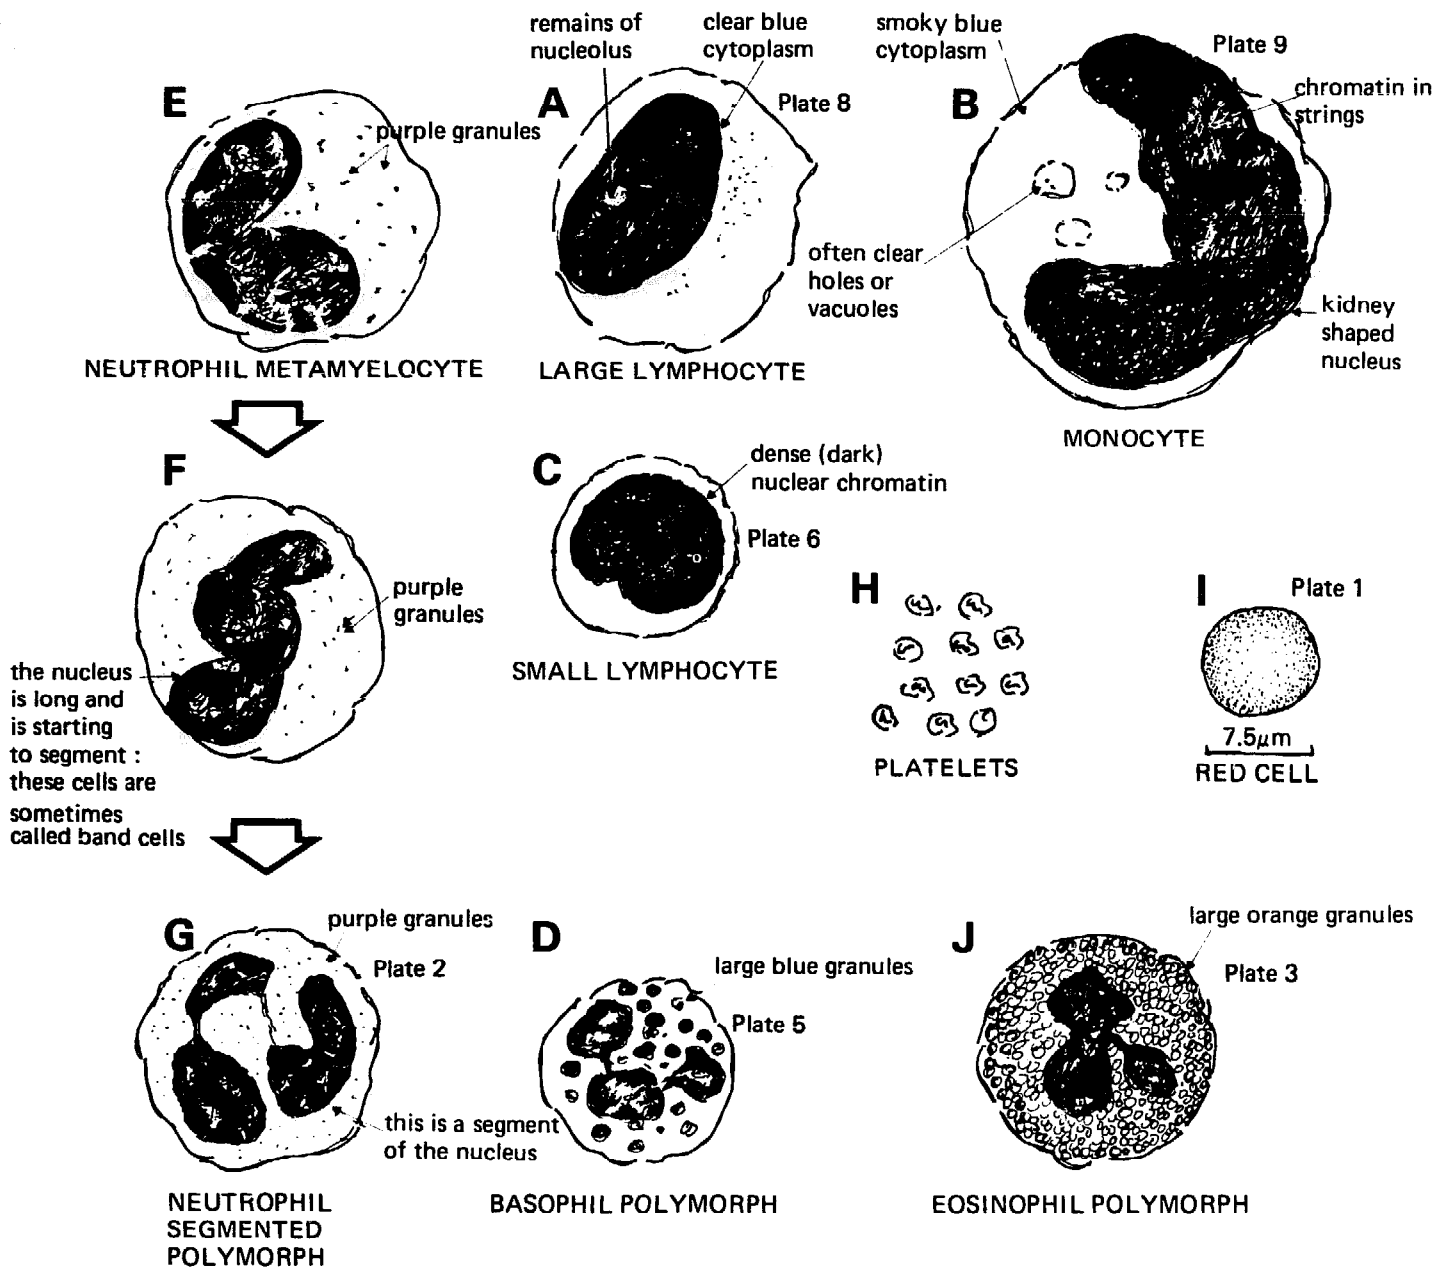 E
purple granules
NEUTROPHIL METAMYELOCYTE
remains of
nucleolus
clear blue
cytoplasm
A
Plate 8
LARGE LYMPHOCYTE
smoky blue
cytoplasm
B
Plate 9
chromatin in
strings
often clear
holes or
vacuoles
kidney
shaped
nucleus
MONOCYTE
F
purple
granules
the nucleus
is long and
is starting
to segment :
these cells are
sometimes
called band cells
C
dense (dark)
nuclear chromatin
Plate 6
SMALL LYMPHOCYTE
H
PLATELETS
I
Plate 1
7.5µm
RED CELL
G
purple granules
Plate 2
this is a segment
of the nucleus
NEUTROPHIL
SEGMENTED
POLYMORPH
D
large blue granules
Plate 5
BASOPHIL POLYMORPH
J
large orange granules
Plate 3
EOSINOPHIL POLYMORPH